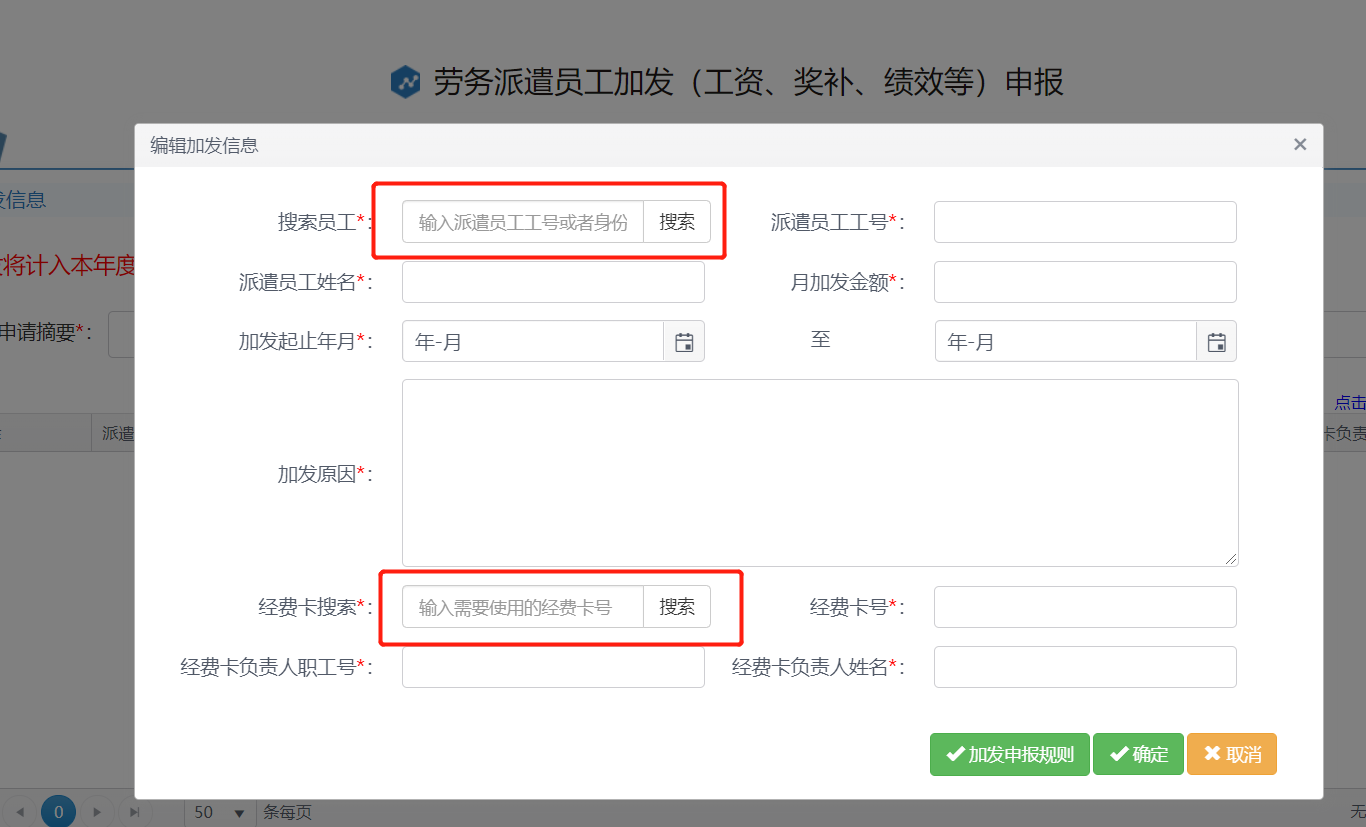 劳务派遣员工加发（工资、奖补、绩效等）申报
编辑加发信息 ×
发信息
搜索员工*: 输入派遣员工工号或者身份 搜索 派遣员工工号*:
将计入本年度
派遣员工姓名*: 月加发金额*:
申请摘要*:
加发起止年月*: 年-月 至 年-月
点击
派遣
卡负责
加发原因*:
经费卡搜索*: 输入需要使用的经费卡号 搜索 经费卡号*:
经费卡负责人职工号*: 经费卡负责人姓名*:
加发申报规则 确定 取消
0 50 条每页 无